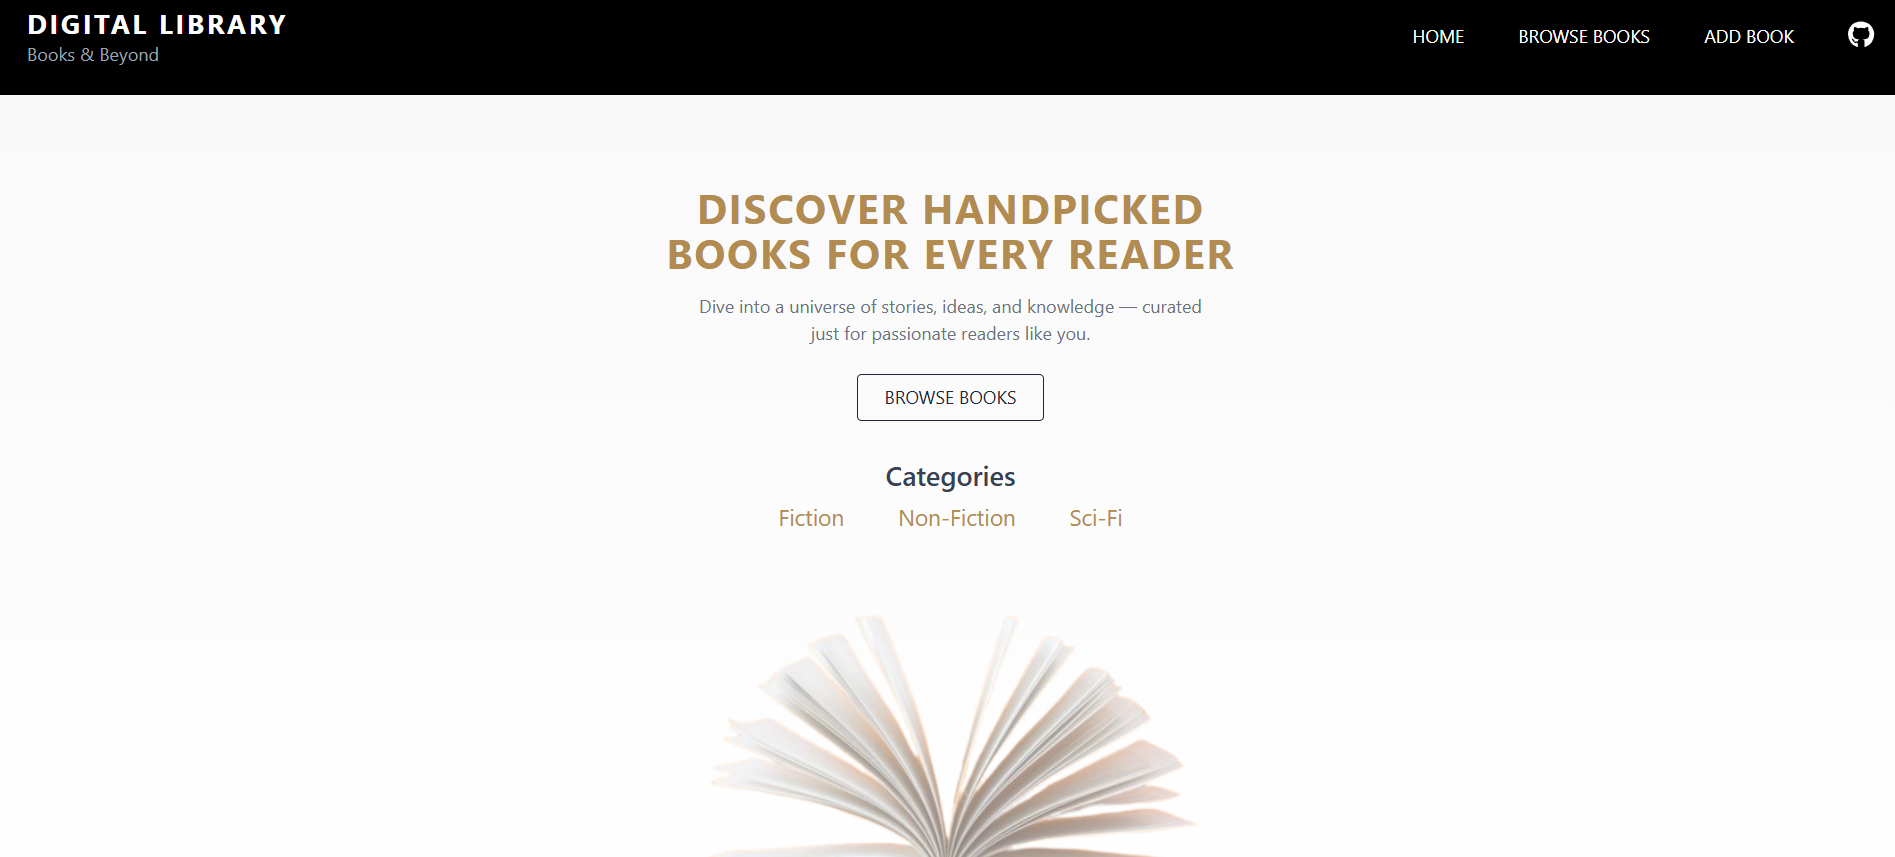 DIGITAL LIBRARY
Books & Beyond
HOME
BROWSE BOOKS
ADD BOOK
DISCOVER HANDPICKED
BOOKS FOR EVERY READER
Dive into a universe of stories, ideas, and knowledge — curated
just for passionate readers like you.
BROWSE BOOKS
Categories
Fiction
Non-Fiction
Sci-Fi